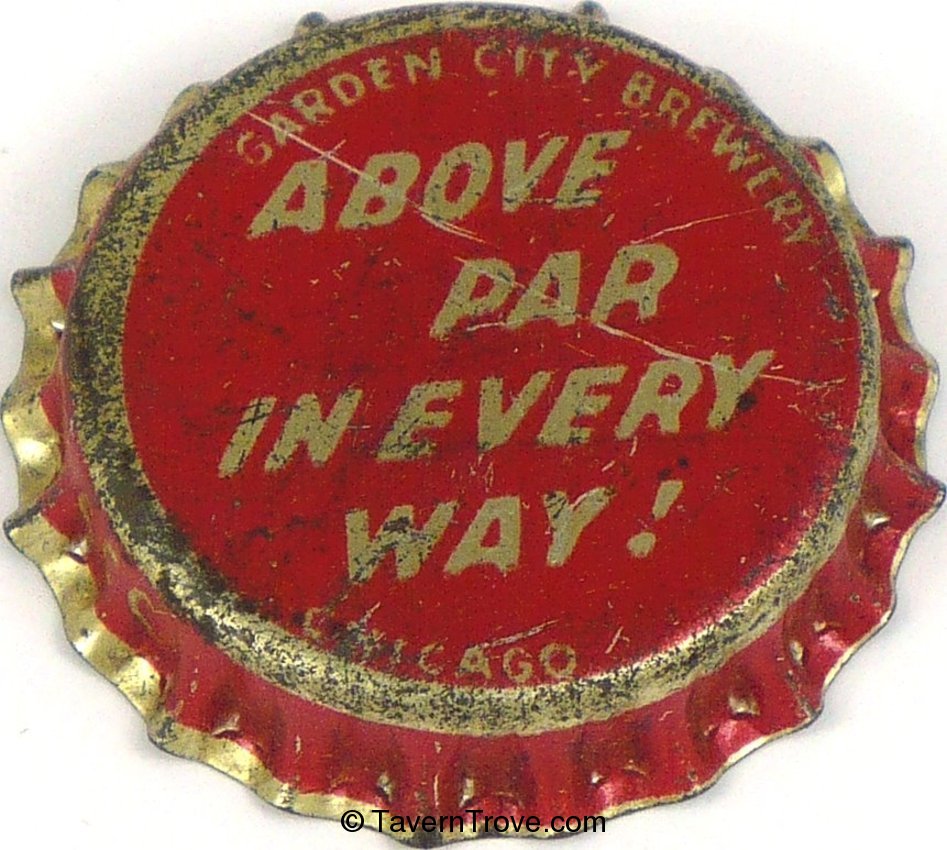 GARDEN CITY BREWERY
ABOVE
PAR
IN EVERY
WAY!
CHICAGO
© TavernTrove.com